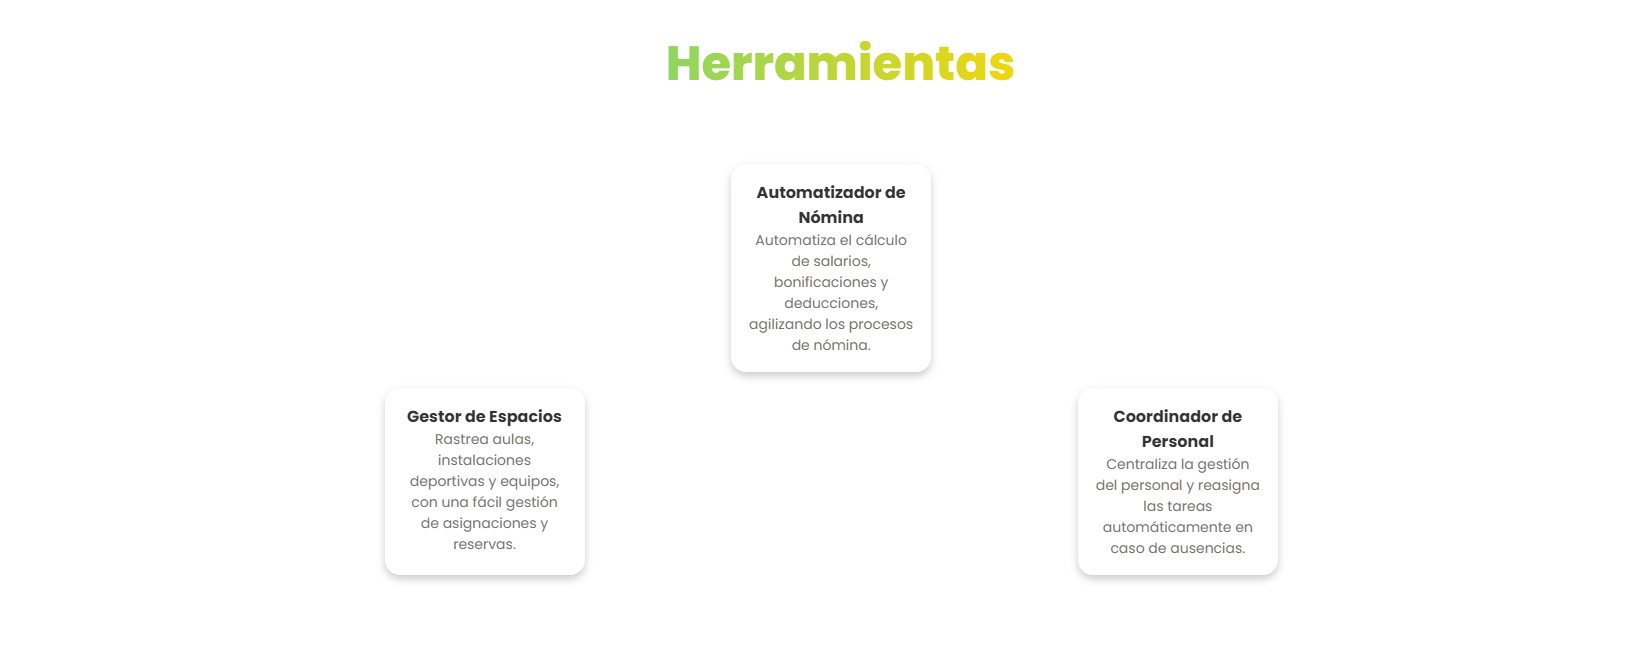 Herramientas
Automatizador de
Nómina
Automatiza el cálculo
de salarios,
bonificaciones y
deducciones,
agilizando los procesos
de nómina.
Gestor de Espacios
Rastrea aulas,
instalaciones
deportivas y equipos,
con una fácil gestión
de asignaciones y
reservas.
Coordinador de
Personal
Centraliza la gestión
del personal y reasigna
las tareas
automáticamente en
caso de ausencias.